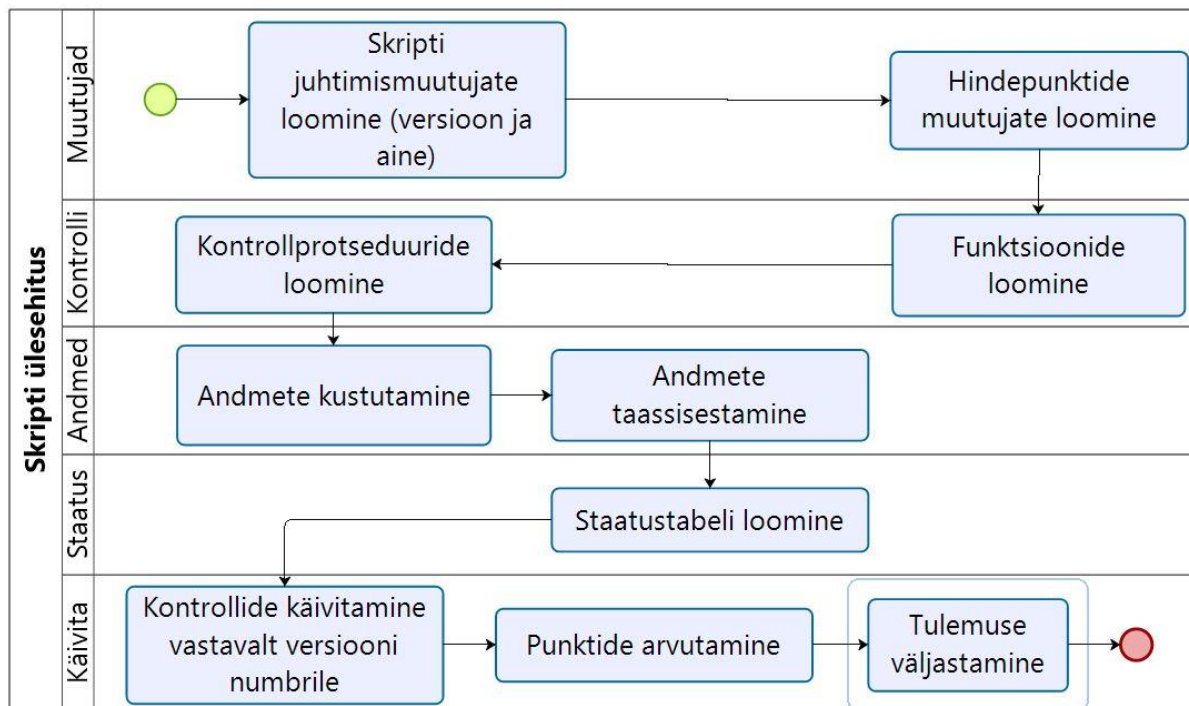 Skripti ülesehitus
Muutujad
Skripti
juhtimismuutujate
loomine (versioon ja
aine)
Hindepunktide
muutujate loomine
Kontrolli
Kontrollprotseduuride
loomine
Funktsioonide
loomine
Andmed
Andmete kustutamine
Andmete
taassisestamine
Staatus
Staatustabeli loomine
Käivita
Kontrollide käivitamine
vastavalt versiooni
numbrile
Punktide arvutamine
Tulemuse
väljastamine